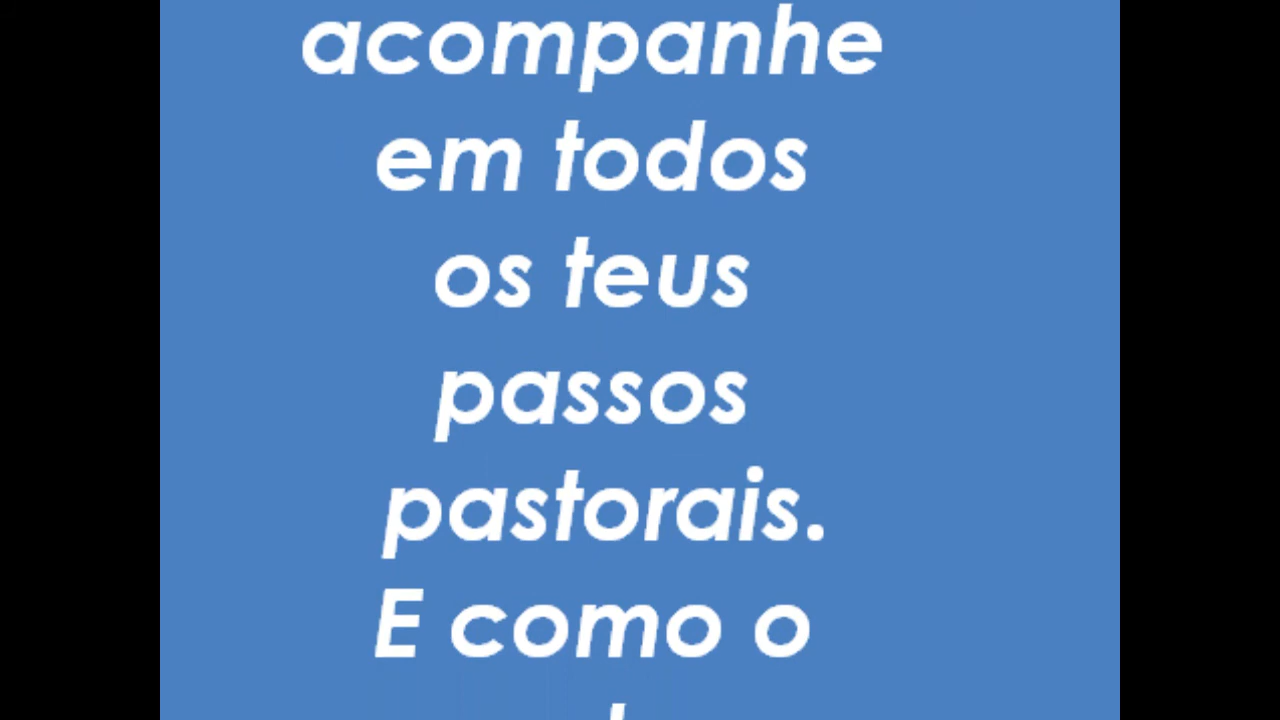 acompanhe
em todos
os teus
passos
pastorais.
E como o